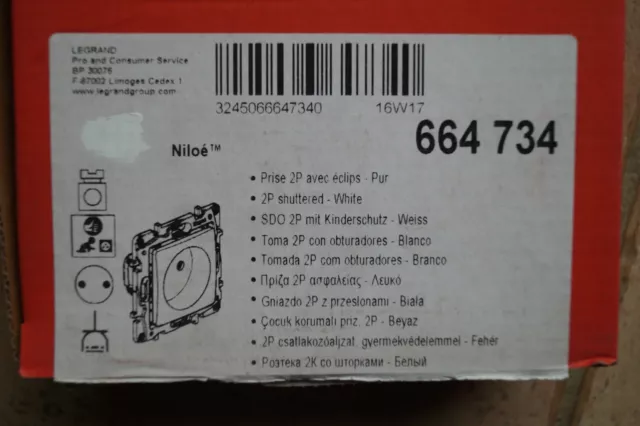 LEGRAND
Pro and Consumer Service
BP 30076
F-87002 Limoges Cedex 1
www.legrandgroup.com
3245066647340
16W17
664 734
Niloé™
• Prise 2P avec éclips - Pur
• 2P shuttered - White
• SDO 2P mit Kinderschutz - Weiss
• Toma 2P con obturadores - Blanco
• Tomada 2P com obturadores - Branco
• Πρίζα 2P ασφαλείας - Λευκό
• Gniazdo 2P z przesłonami - Biała
• Çocuk korumalı priz, 2P - Beyaz
• 2P csatlakozóaljzat, gyermekvédelemmel - Fehér
• Розтека 2K со шторками - Белый